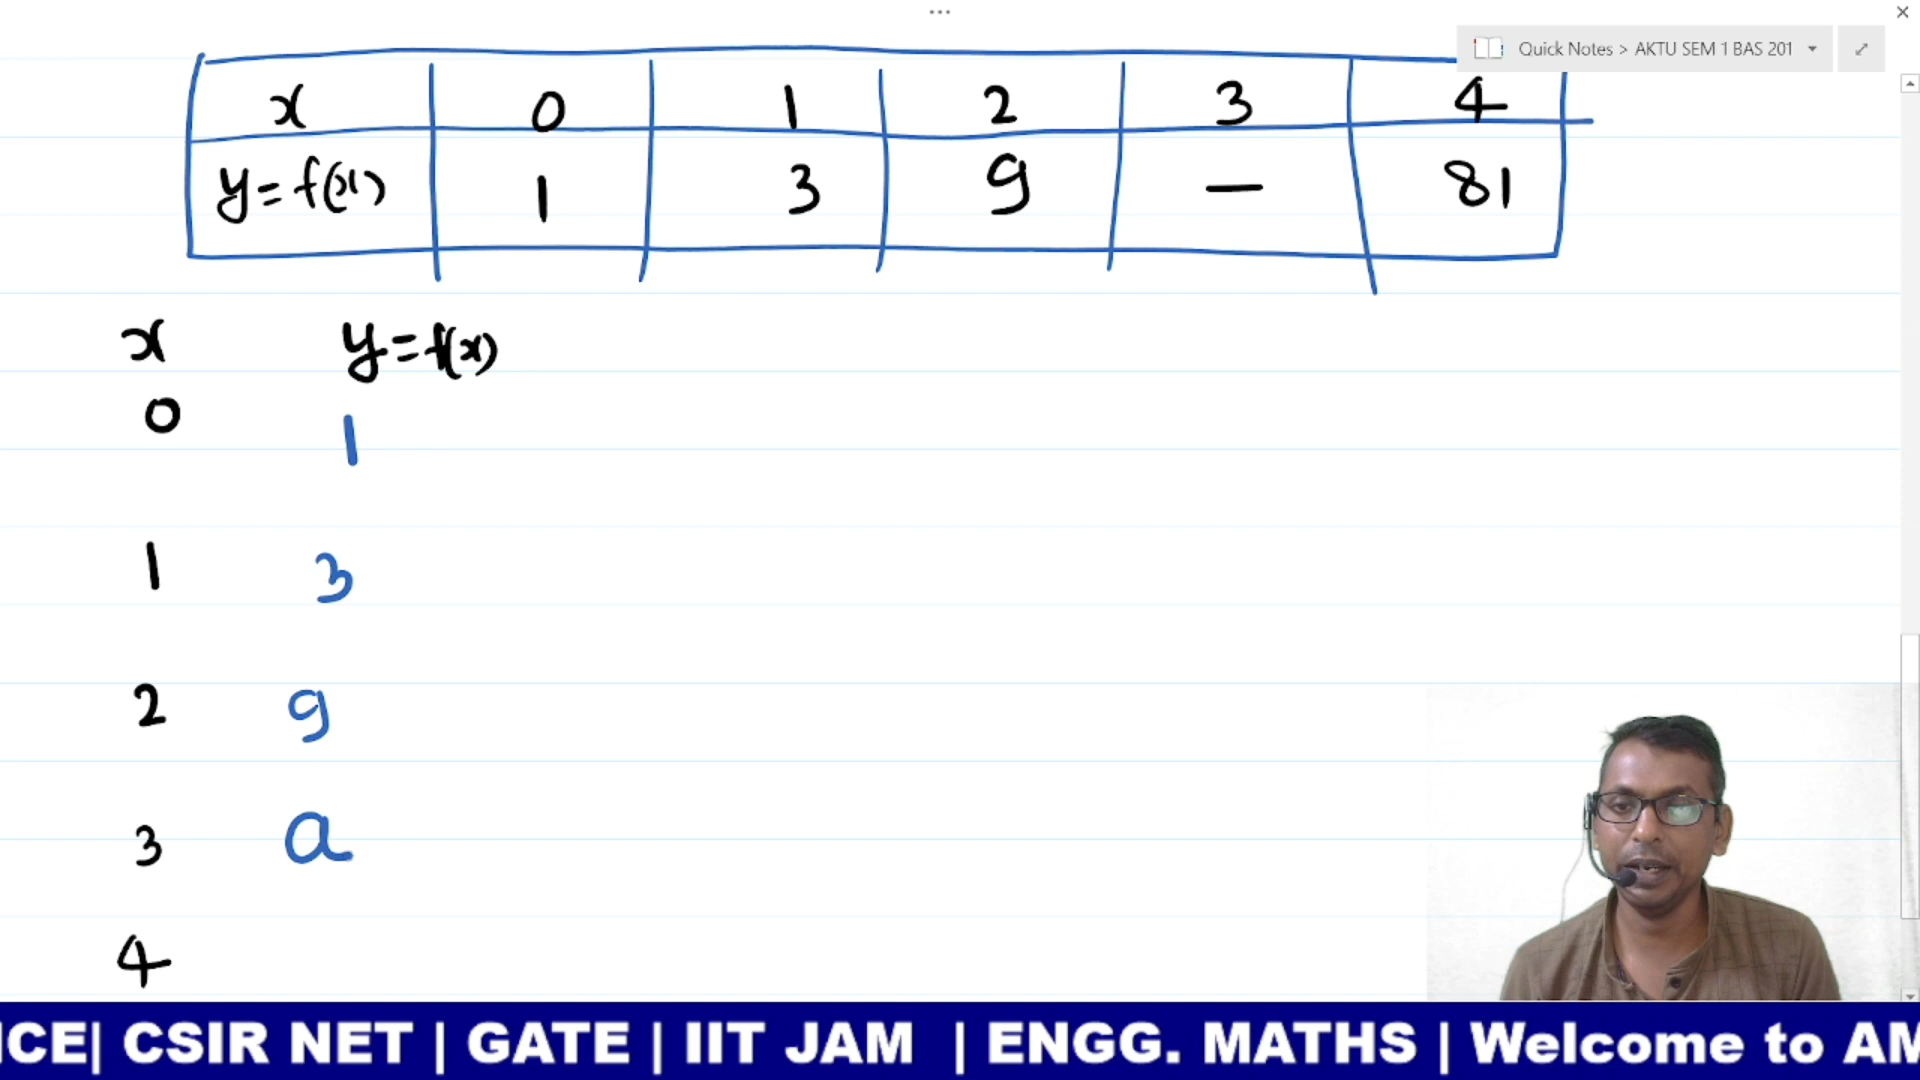 Quick Notes > AKTU SEM 1 BAS 201
x 0 1 2 3 4
y=f(x) 1 3 9 — 81
x y=f(x)
0 1
1 3
2 9
3 a
4
ICE| CSIR NET | GATE | IIT JAM | ENGG. MATHS | Welcome to AM